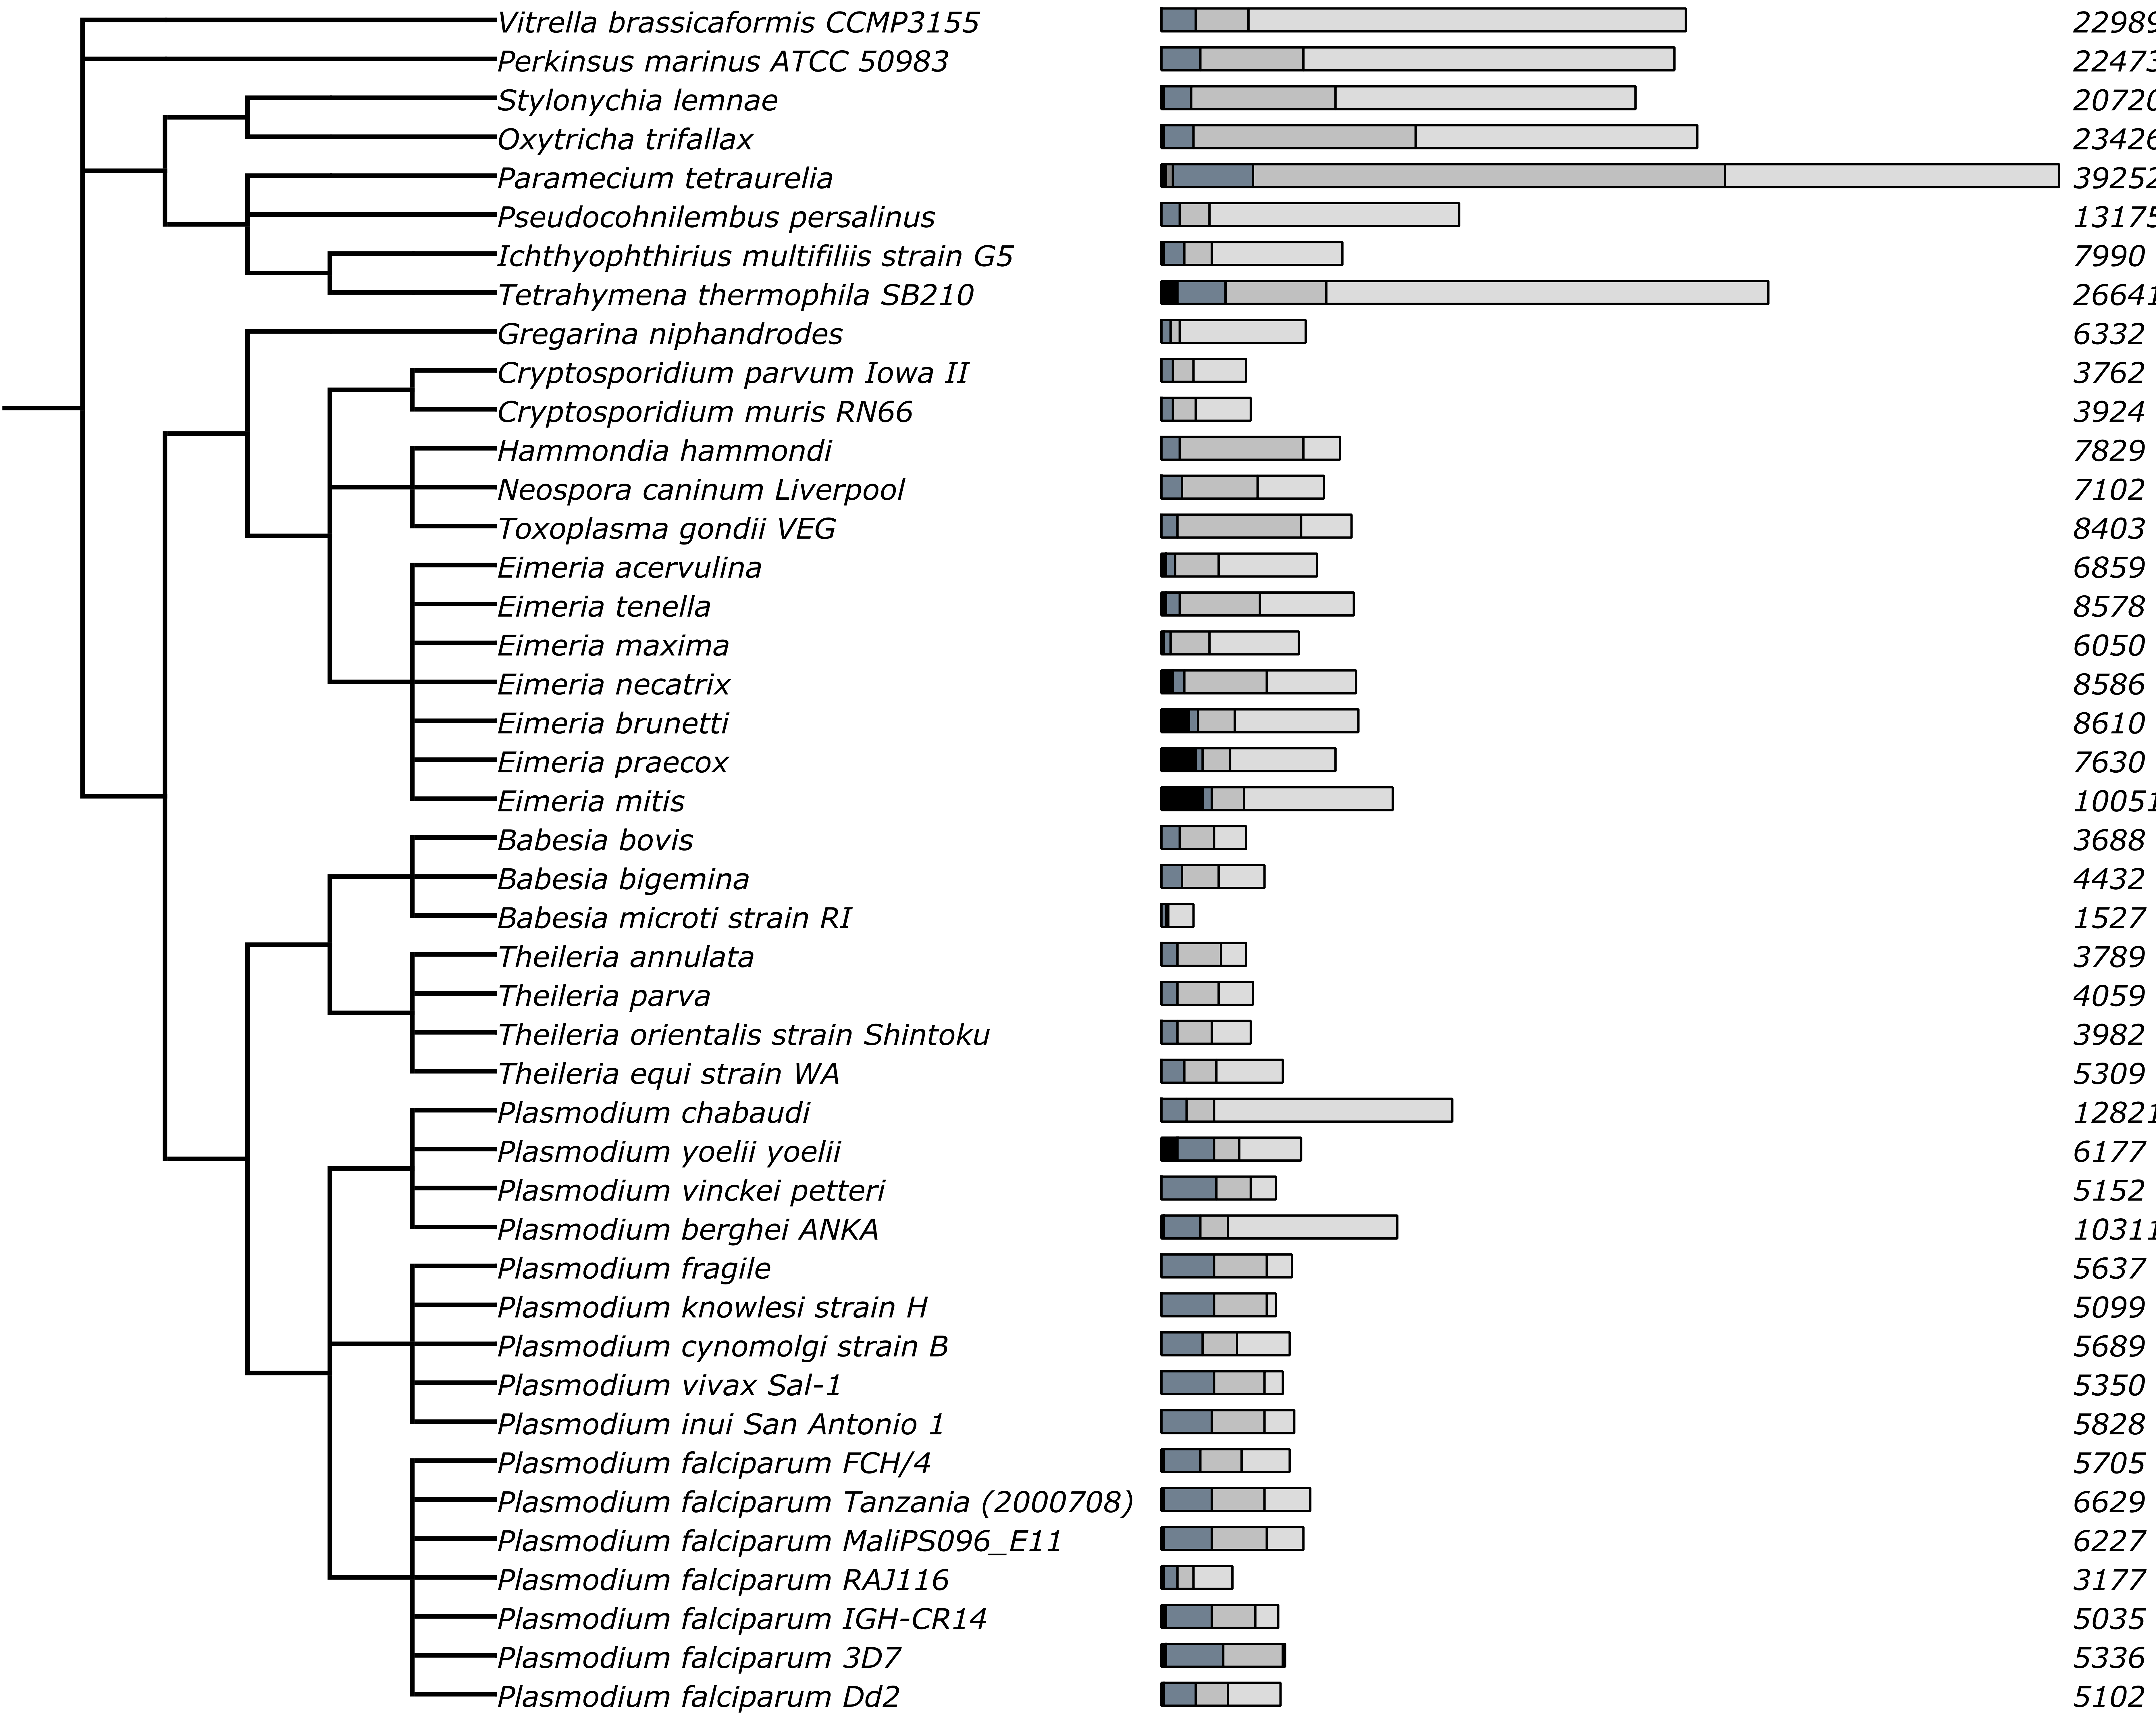 Vitrella brassicaformis CCMP3155 22989
Perkinsus marinus ATCC 50983 22473
Stylonychia lemnae 20720
Oxytricha trifallax 23426
Paramecium tetraurelia 39252
Pseudocohnilembus persalinus 13175
Ichthyophthirius multifiliis strain G5 7990
Tetrahymena thermophila SB210 26641
Gregarina niphandrodes 6332
Cryptosporidium parvum Iowa II 3762
Cryptosporidium muris RN66 3924
Hammondia hammondi 7829
Neospora caninum Liverpool 7102
Toxoplasma gondii VEG 8403
Eimeria acervulina 6859
Eimeria tenella 8578
Eimeria maxima 6050
Eimeria necatrix 8586
Eimeria brunetti 8610
Eimeria praecox 7630
Eimeria mitis 10051
Babesia bovis 3688
Babesia bigemina 4432
Babesia microti strain RI 1527
Theileria annulata 3789
Theileria parva 4059
Theileria orientalis strain Shintoku 3982
Theileria equi strain WA 5309
Plasmodium chabaudi 12821
Plasmodium yoelii yoelii 6177
Plasmodium vinckei petteri 5152
Plasmodium berghei ANKA 10311
Plasmodium fragile 5637
Plasmodium knowlesi strain H 5099
Plasmodium cynomolgi strain B 5689
Plasmodium vivax Sal-1 5350
Plasmodium inui San Antonio 1 5828
Plasmodium falciparum FCH/4 5705
Plasmodium falciparum Tanzania (2000708) 6629
Plasmodium falciparum MaliPS096_E11 6227
Plasmodium falciparum RAJ116 3177
Plasmodium falciparum IGH-CR14 5035
Plasmodium falciparum 3D7 5336
Plasmodium falciparum Dd2 5102